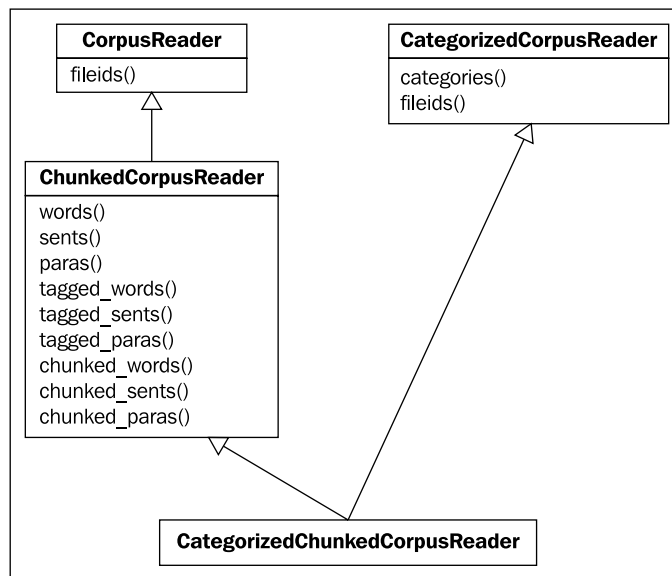 CorpusReader
fileids()
CategorizedCorpusReader
categories()
fileids()
ChunkedCorpusReader
words()
sents()
paras()
tagged_words()
tagged_sents()
tagged_paras()
chunked_words()
chunked_sents()
chunked_paras()
CategorizedChunkedCorpusReader